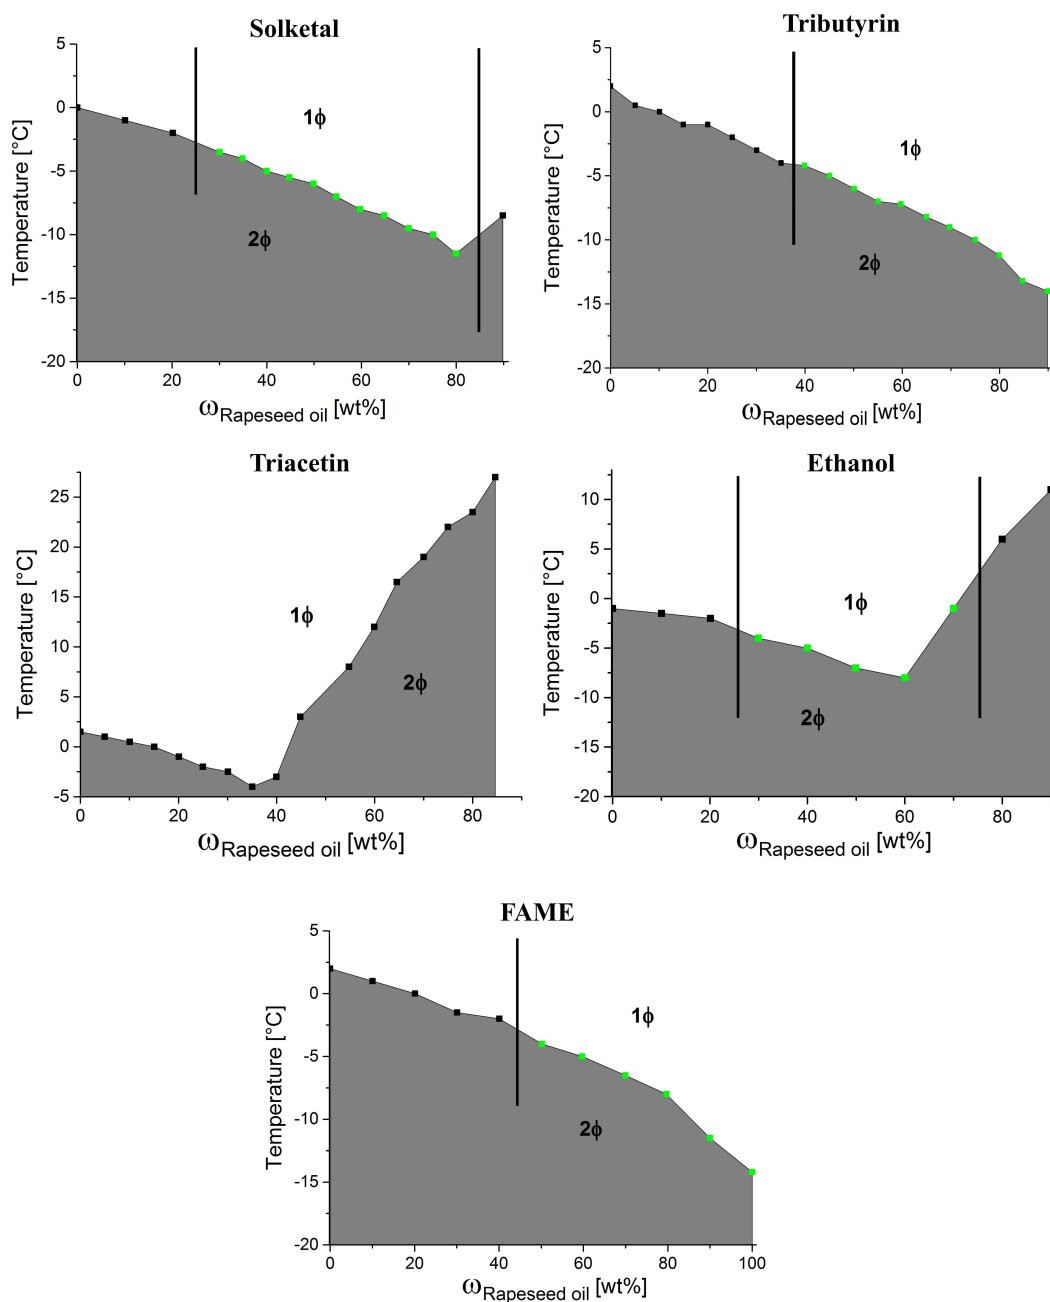 Solketal
5
0
-5
-10
-15
-20
Temperature [°C]
1ϕ
2ϕ
0 20 40 60 80
ωRapeseed oil [wt%]
Tributyrin
5
0
-5
-10
-15
-20
Temperature [°C]
1ϕ
2ϕ
0 20 40 60 80
ωRapeseed oil [wt%]
Triacetin
25
20
15
10
5
0
-5
Temperature [°C]
1ϕ
2ϕ
0 20 40 60 80
ωRapeseed oil [wt%]
Ethanol
10
5
0
-5
-10
-15
-20
Temperature [°C]
1ϕ
2ϕ
0 20 40 60 80
ωRapeseed oil [wt%]
FAME
5
0
-5
-10
-15
-20
Temperature [°C]
1ϕ
2ϕ
0 20 40 60 80 100
ωRapeseed oil [wt%]